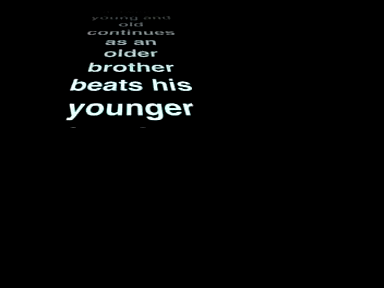 young and
old
continues
as an
older
brother
beats his
younger